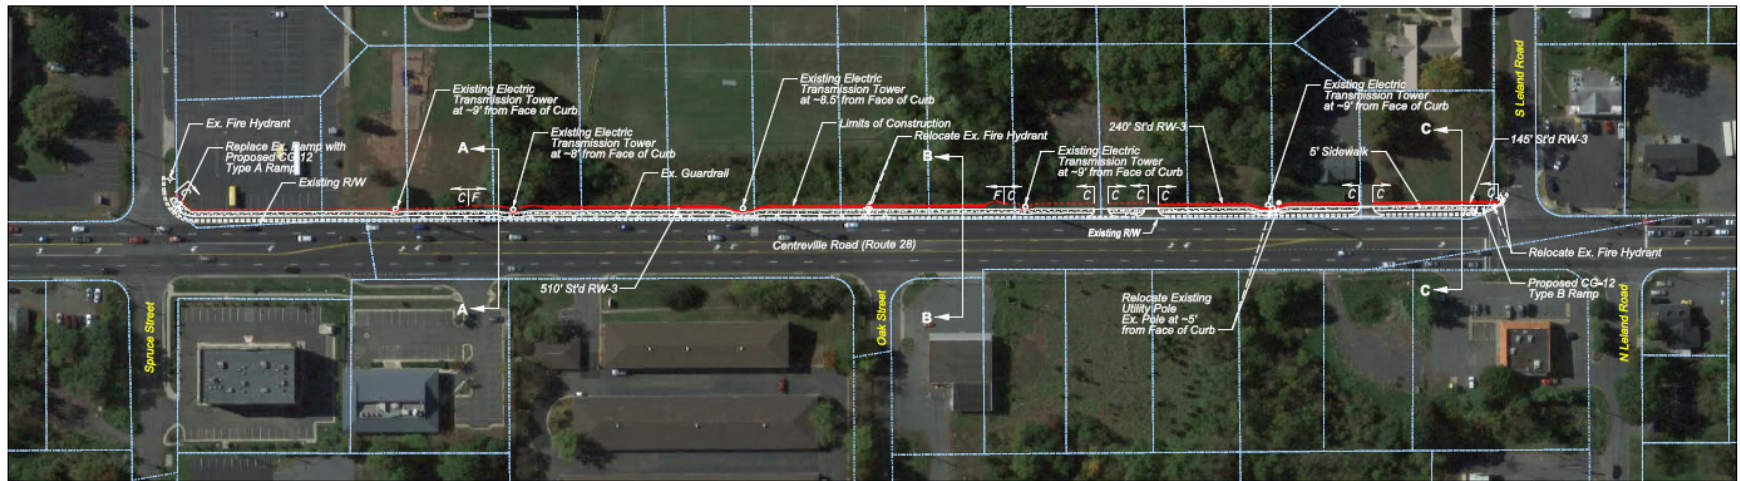 Ex. Fire Hydrant
Replace Ex. Ramp with
Proposed CG-12
Type A Ramp
Existing R/W
Existing Electric
Transmission Tower
at ~9' from Face of Curb
A
C F
Existing Electric
Transmission Tower
at ~8' from Face of Curb
Ex. Guardrail
Existing Electric
Transmission Tower
at ~8.5' from Face of Curb
Limits of Construction
Relocate Ex. Fire Hydrant
B
F C
Existing Electric
Transmission Tower
at ~9' from Face of Curb
C
C C
C
240' St'd RW-3
Existing Electric
Transmission Tower
at ~9' from Face of Curb
5' Sidewalk
C
C
C
145' St'd RW-3
C
S Leland Road
Existing R/W
Centreville Road (Route 28)
Relocate Ex. Fire Hydrant
Proposed CG-12
Type B Ramp
510' St'd RW-3
A
B
Relocate Existing
Utility Pole
Ex. Pole at ~5'
from Face of Curb
C
Spruce Street
Oak Street
N Leland Road